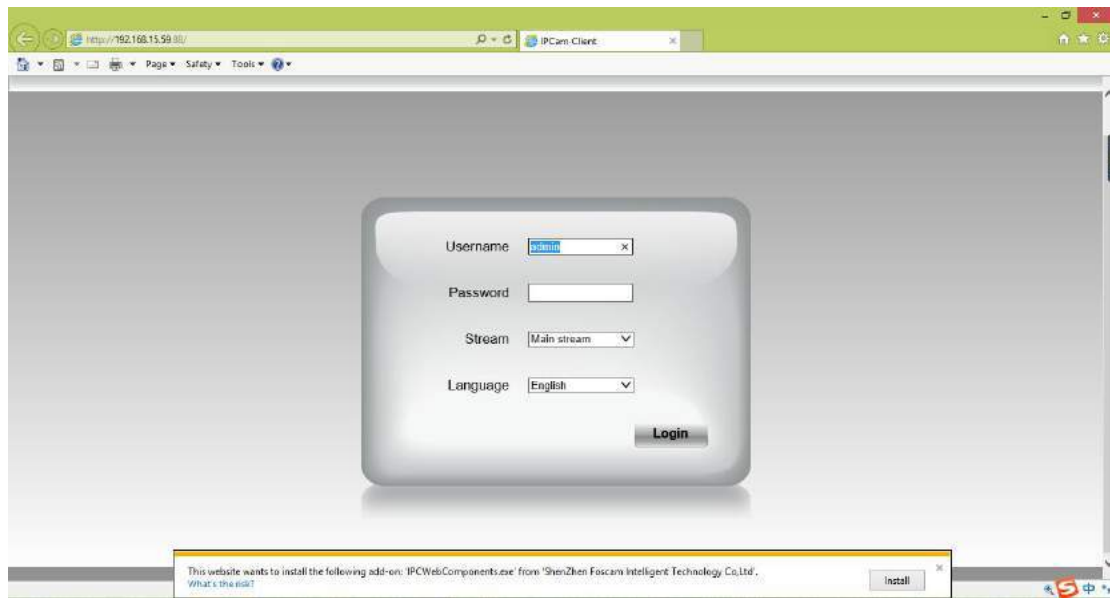 http://192.168.15.59:88/
IPCam Client
Page Safety Tools
Username admin
Password
Stream Main stream
Language English
Login
This website wants to install the following add-on: 'IPCWebComponents.exe' from 'ShenZhen Foscam Intelligent Technology Co,Ltd'.
What's the risk?
Install
中